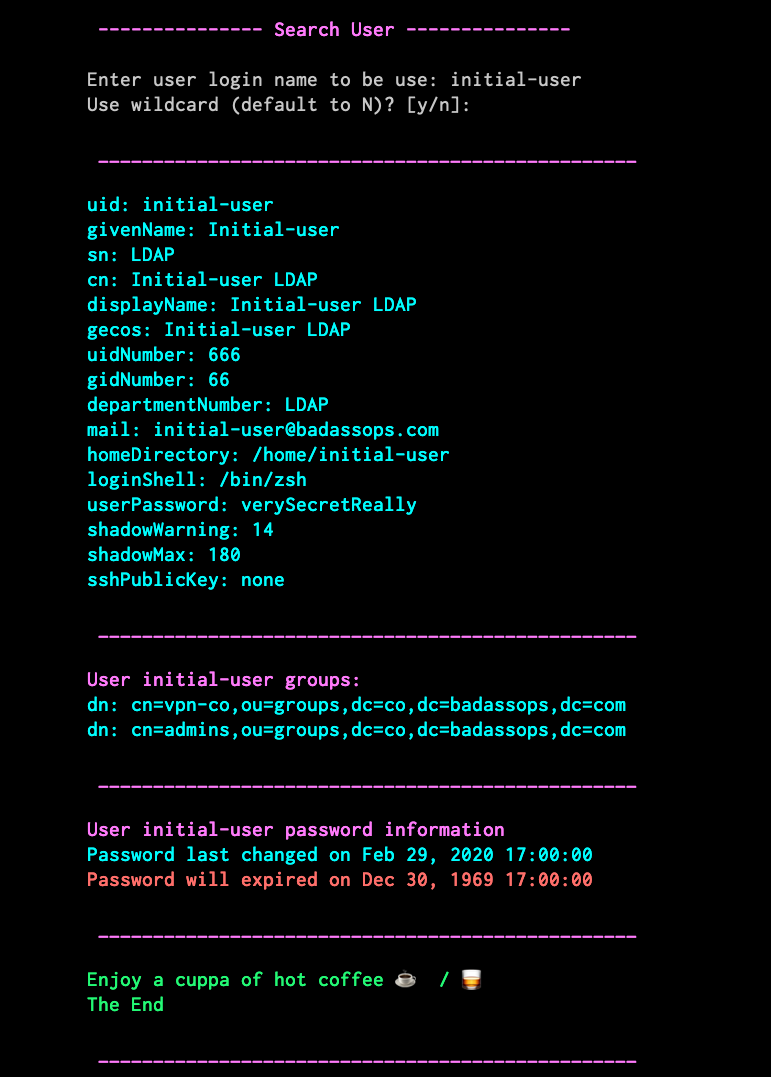 --------------- Search User ---------------
Enter user login name to be use: initial-user
Use wildcard (default to N)? [y/n]:
_________________________________________________
uid: initial-user
givenName: Initial-user
sn: LDAP
cn: Initial-user LDAP
displayName: Initial-user LDAP
gecos: Initial-user LDAP
uidNumber: 666
gidNumber: 66
departmentNumber: LDAP
mail: initial-user@badassops.com
homeDirectory: /home/initial-user
loginShell: /bin/zsh
userPassword: verySecretReally
shadowWarning: 14
shadowMax: 180
sshPublicKey: none
_________________________________________________
User initial-user groups:
dn: cn=vpn-co,ou=groups,dc=co,dc=badassops,dc=com
dn: cn=admins,ou=groups,dc=co,dc=badassops,dc=com
_________________________________________________
User initial-user password information
Password last changed on Feb 29, 2020 17:00:00
Password will expired on Dec 30, 1969 17:00:00
_________________________________________________
Enjoy a cuppa of hot coffee ☕ / 🥃
The End
_________________________________________________